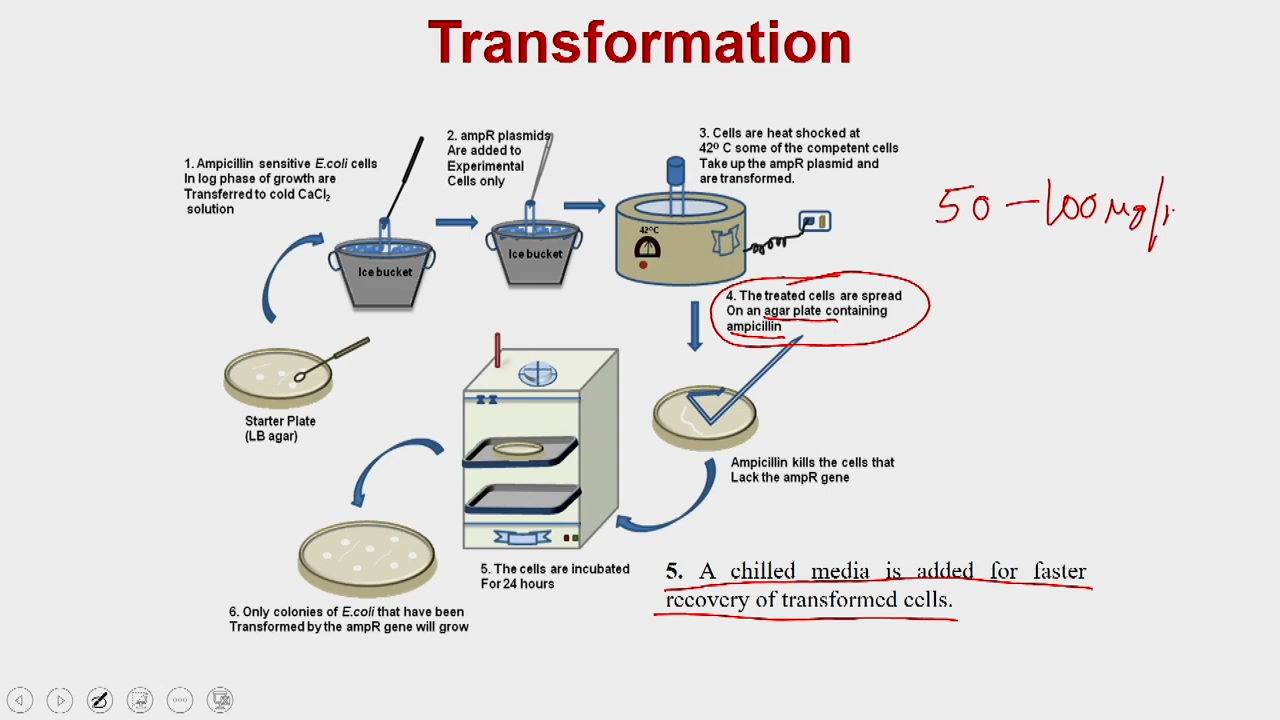 Transformation
1. Ampicillin sensitive E.coli cells
In log phase of growth are
Transferred to cold CaCl₂
solution
2. ampR plasmids
Are added to
Experimental
Cells only
3. Cells are heat shocked at
42⁰ C some of the competent cells
Take up the ampR plasmid and
are transformed.
50 - 100 μg/
Ice bucket
Ice bucket
42⁰C
4. The treated cells are spread
On an agar plate containing
ampicillin
Starter Plate
(LB agar)
Ampicillin kills the cells that
Lack the ampR gene
5. The cells are incubated
For 24 hours
5. A chilled media is added for faster
recovery of transformed cells.
6. Only colonies of E.coli that have been
Transformed by the ampR gene will grow